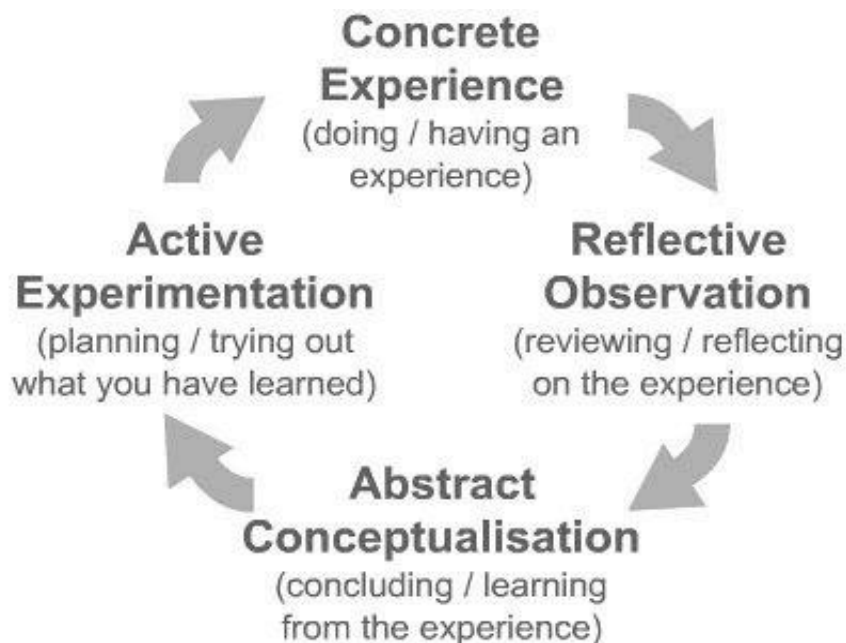 Concrete
Experience
(doing / having an
experience)
Reflective
Observation
(reviewing / reflecting
on the experience)
Abstract
Conceptualisation
(concluding / learning
from the experience)
Active
Experimentation
(planning / trying out
what you have learned)